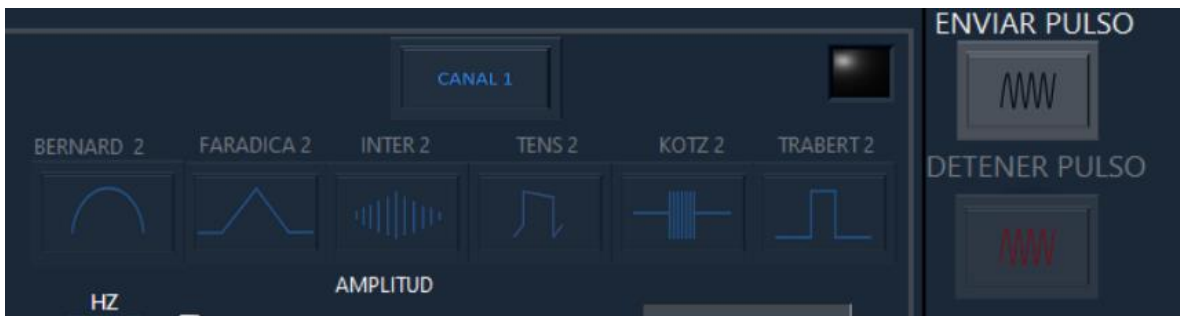 ENVIAR PULSO
CANAL 1
BERNARD 2 FARADICA 2 INTER 2 TENS 2 KOTZ 2 TRABERT 2
DETENER PULSO
AMPLITUD
HZ